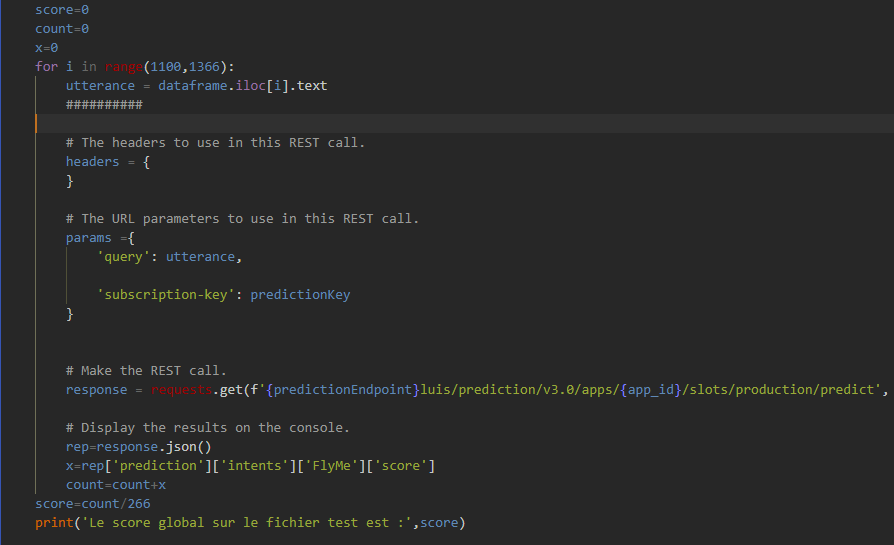 score=0
count=0
x=0
for i in range(1100,1366):
utterance = dataframe.iloc[i].text
##########
# The headers to use in this REST call.
headers = {
}
# The URL parameters to use in this REST call.
params ={
'query': utterance,
'subscription-key': predictionKey
}
# Make the REST call.
response = requests.get(f'{predictionEndpoint}luis/prediction/v3.0/apps/{app_id}/slots/production/predict',
# Display the results on the console.
rep=response.json()
x=rep['prediction']['intents']['FlyMe']['score']
count=count+x
score=count/266
print('Le score global sur le fichier test est :',score)